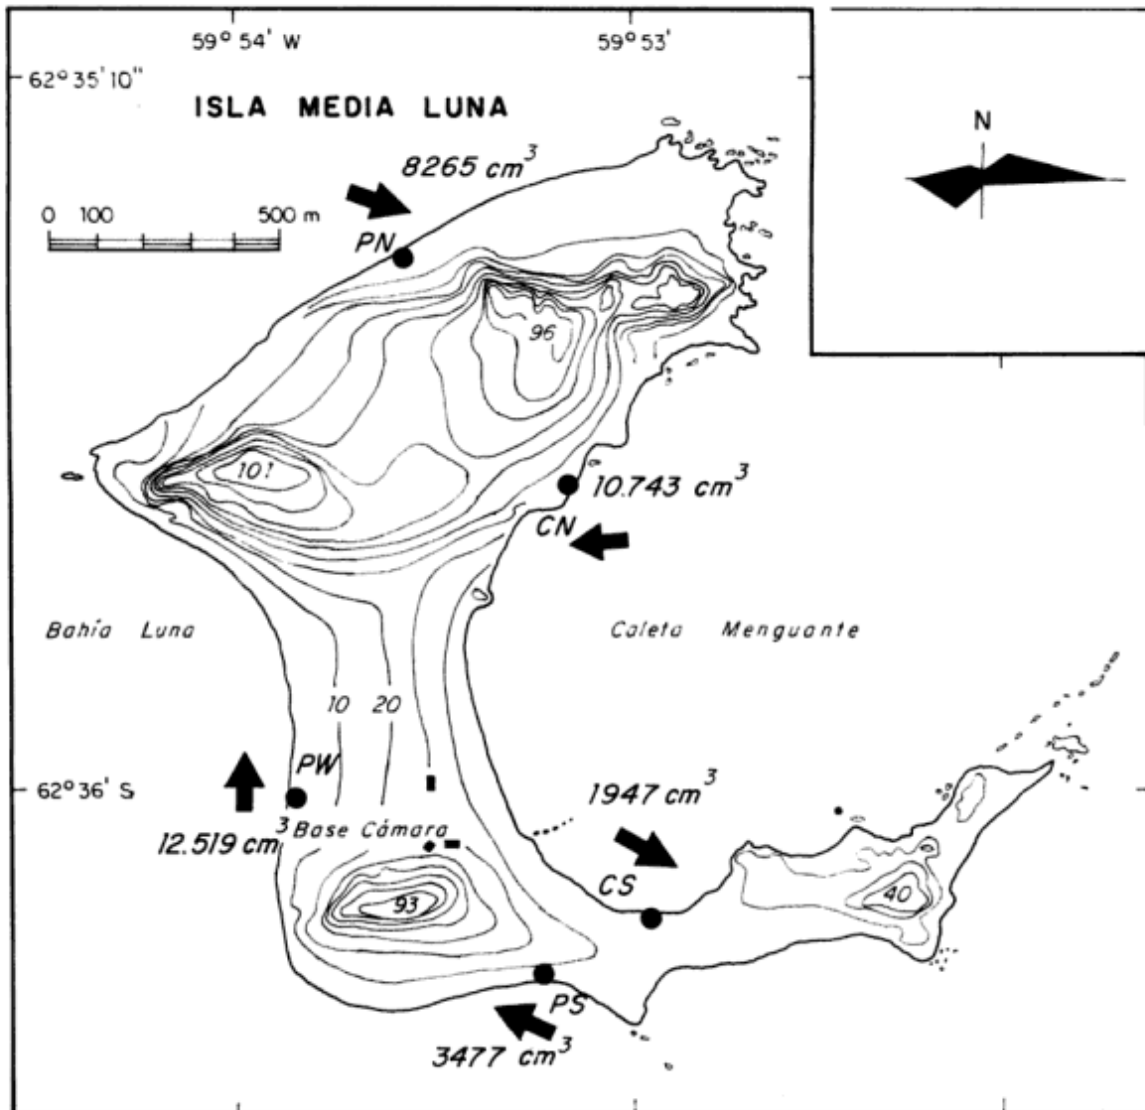 59° 54' W
59° 53'
62° 35' 10"
ISLA MEDIA LUNA
N
8265 cm³
0 100 500 m
PN
96
101
10.743 cm³
CN
Bahía Luna
Caleta Menguante
10 20
PW
62° 36' S
1947 cm³
12.519 cm³
Base Cámara
CS
93
40
PS
3477 cm³